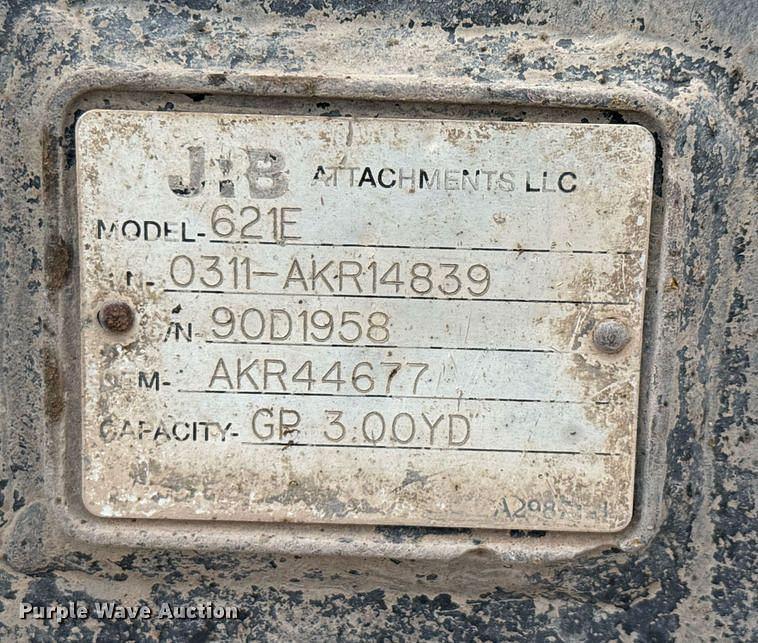 JRB ATTACHMENTS LLC
MODEL- 621E
0311-AKR14839
90D1958
AKR44677
CAPACITY- GP 3.00YD
Purple Wave Auction